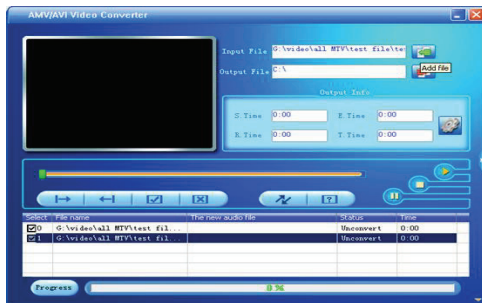 AMV/AVI Video Converter
Input File G:\video\all MTV\test file\te
Output File C:\
Add file
Output Info
S.Time 0:00 E.Time 0:00
R.Time 0:00 T.Time 0:00
Select File name The new audio file Status Time
0 G:\video\all MTV\test fil... Unconvert 0:00
1 G:\video\all MTV\test fil... Unconvert 0:00
Progress 0 %